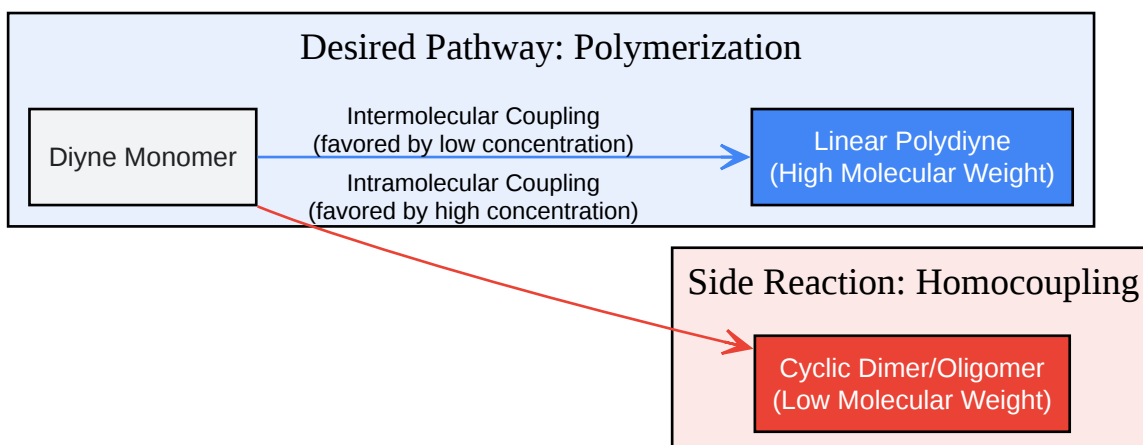 Desired Pathway: Polymerization
Diyne Monomer
Intermolecular Coupling
(favored by low concentration)
Intramolecular Coupling
(favored by high concentration)
Linear Polydiyne
(High Molecular Weight)
Side Reaction: Homocoupling
Cyclic Dimer/Oligomer
(Low Molecular Weight)